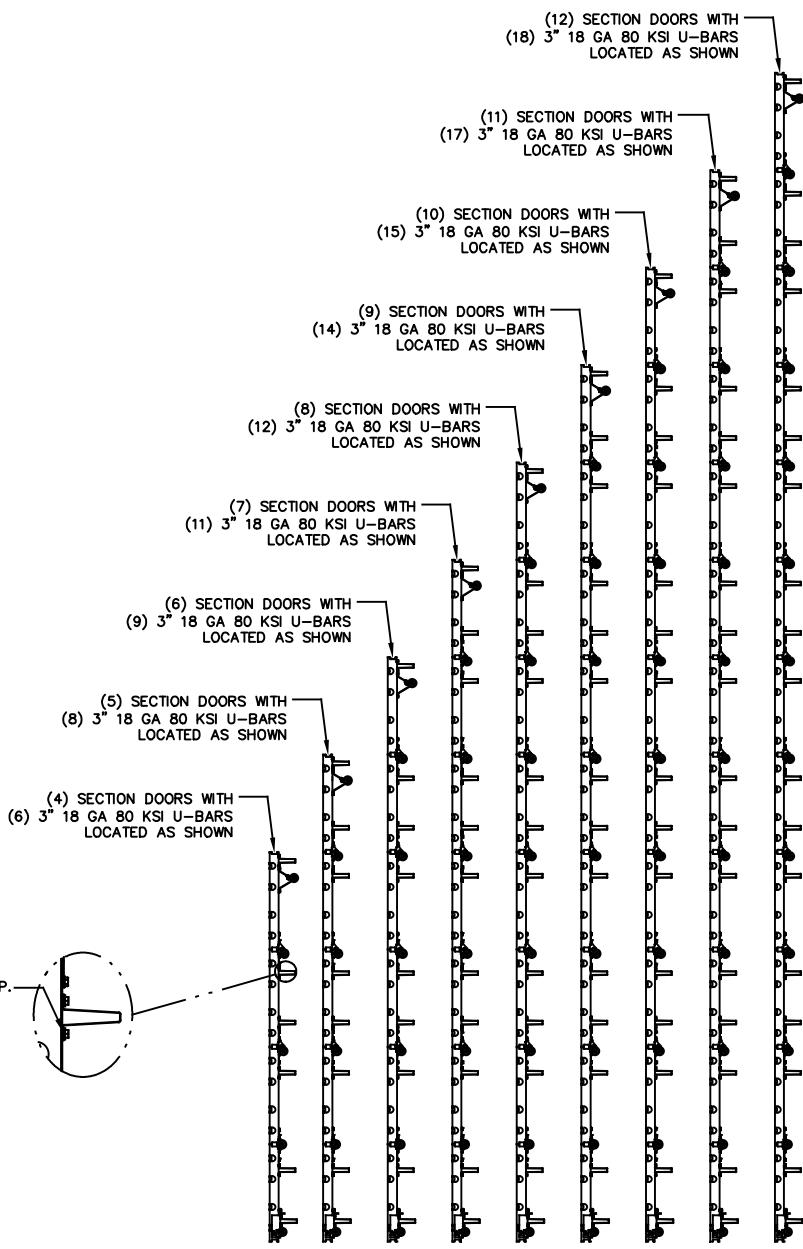 (12) SECTION DOORS WITH
(18) 3" 18 GA 80 KSI U-BARS
LOCATED AS SHOWN
(11) SECTION DOORS WITH
(17) 3" 18 GA 80 KSI U-BARS
LOCATED AS SHOWN
(10) SECTION DOORS WITH
(15) 3" 18 GA 80 KSI U-BARS
LOCATED AS SHOWN
(9) SECTION DOORS WITH
(14) 3" 18 GA 80 KSI U-BARS
LOCATED AS SHOWN
(8) SECTION DOORS WITH
(12) 3" 18 GA 80 KSI U-BARS
LOCATED AS SHOWN
(7) SECTION DOORS WITH
(11) 3" 18 GA 80 KSI U-BARS
LOCATED AS SHOWN
(6) SECTION DOORS WITH
(9) 3" 18 GA 80 KSI U-BARS
LOCATED AS SHOWN
(5) SECTION DOORS WITH
(8) 3" 18 GA 80 KSI U-BARS
LOCATED AS SHOWN
(4) SECTION DOORS WITH
(6) 3" 18 GA 80 KSI U-BARS
LOCATED AS SHOWN
P.